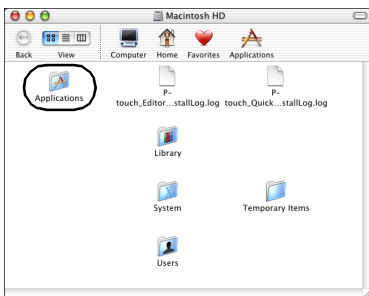 Macintosh HD
Back View Computer Home Favorites Applications
Applications
P-
touch_Editor...stallLog.log
P-
touch_Quick...stallLog.log
Library
System
Temporary Items
Users